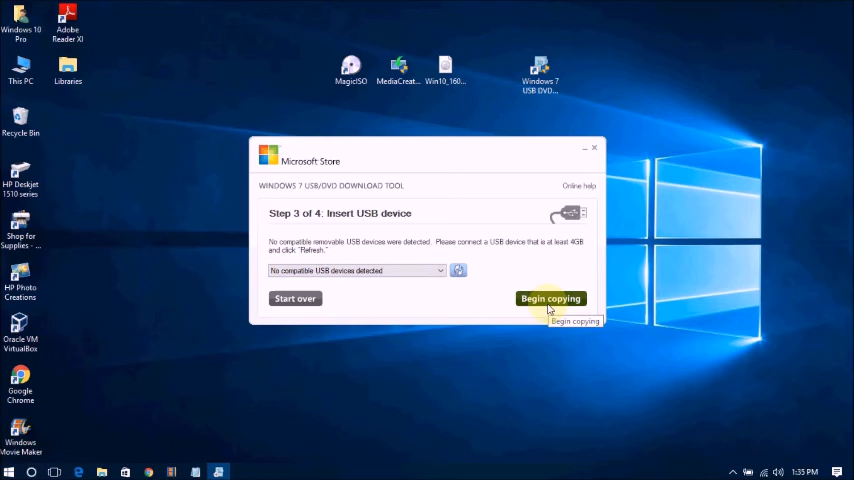 Windows 10
Pro
Adobe
Reader XI
This PC
Libraries
MagicISO
MediaCreat...
Win10_160...
Windows 7
USB DVD...
Recycle Bin
HP Deskjet
1510 series
Shop for
Supplies - ...
HP Photo
Creations
Oracle VM
VirtualBox
Google
Chrome
Windows
Movie Maker
Microsoft Store
WINDOWS 7 USB/DVD DOWNLOAD TOOL
Online help
Step 3 of 4: Insert USB device
No compatible removable USB devices were detected. Please connect a USB device that is at least 4GB
and click "Refresh."
No compatible USB devices detected
Start over
Begin copying
Begin copying
1:35 PM